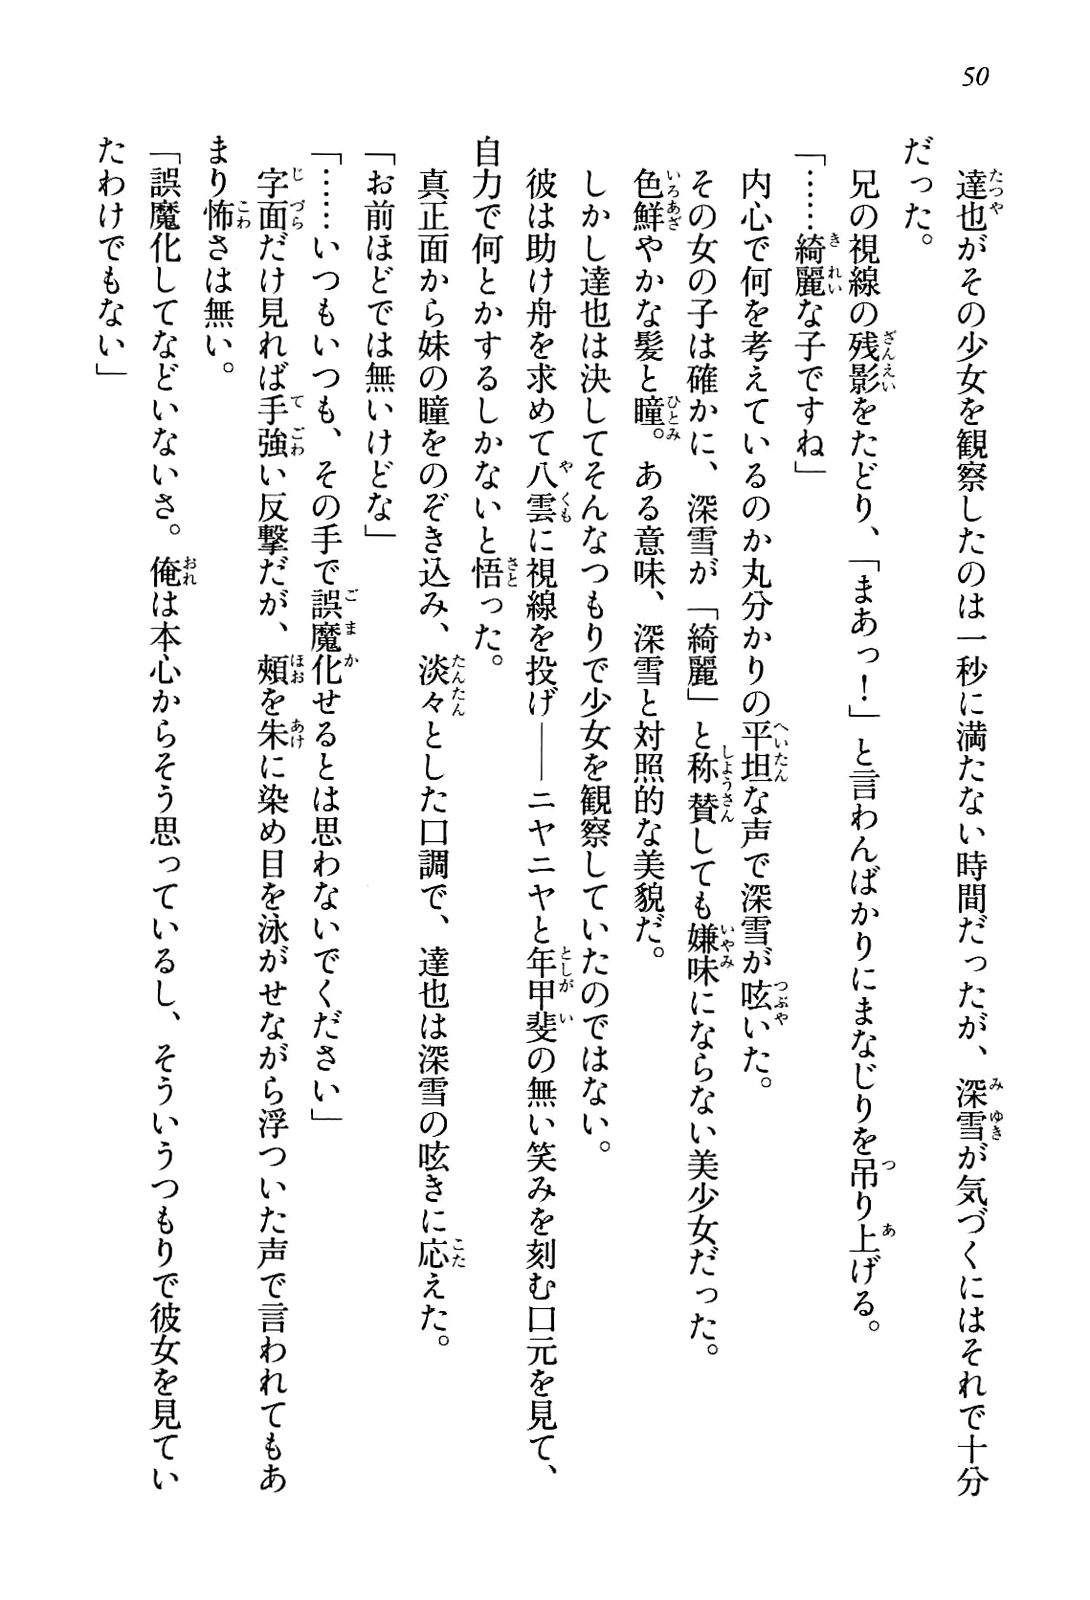 50
達也がその少女を観察したのは一秒に満たない時間だったが、深雪が気づくにはそれで十分
だった。
兄の視線の残影をたどり、「まあっ！」と言わんばかりにまなじりを吊り上げる。
「……綺麗な子ですね」
内心で何を考えているのか丸分かりの平坦な声で深雪が呟いた。
その女の子は確かに、深雪が「綺麗」と称賛しても嫌味にならない美少女だった。
色鮮やかな髪と瞳。ある意味、深雪と対照的な美貌だ。
しかし達也は決してそんなつもりで少女を観察していたのではない。
彼は助け舟を求めて八雲に視線を投げ――ニヤニヤと年甲斐の無い笑みを刻む口元を見て、
自力で何とかするしかないと悟った。
真正面から妹の瞳をのぞき込み、淡々とした口調で、達也は深雪の呟きに応えた。
「お前ほどでは無いけどな」
「……いつもいつも、その手で誤魔化せるとは思わないでください」
字面だけ見れば手強い反撃だが、頰を朱に染め目を泳がせながら浮ついた声で言われてもあ
まり怖さは無い。
「誤魔化してなどいないさ。俺は本心からそう思っているし、そういうつもりで彼女を見てい
たわけでもない」